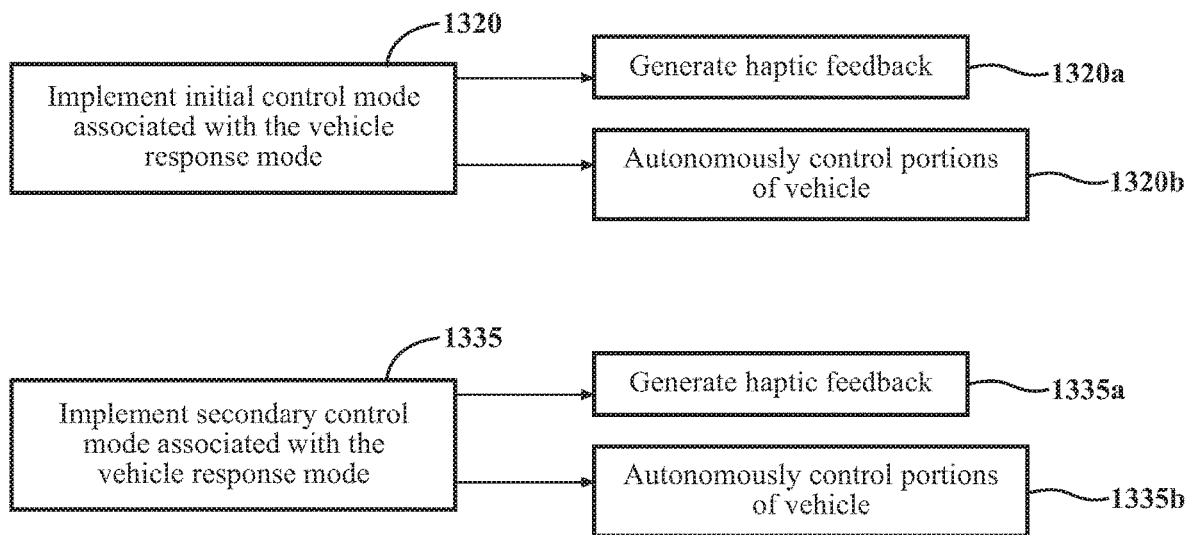 1320
Implement initial control mode
associated with the vehicle
response mode
Generate haptic feedback
1320a
Autonomously control portions
of vehicle
1320b
1335
Implement secondary control
mode associated with the
vehicle response mode
Generate haptic feedback
1335a
Autonomously control portions
of vehicle
1335b